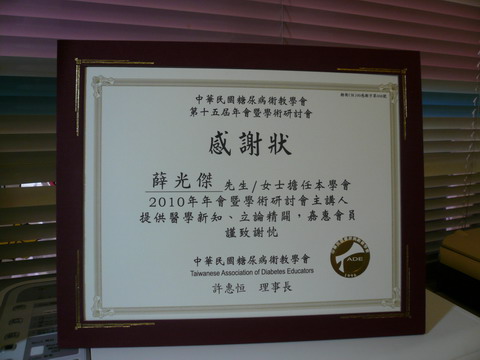 中華民國糖尿病衛教學會
第十五屆年會暨學術研討會
感謝狀
薛光傑 先生/女士擔任本學會
2010年年會暨學術研討會主講人
提供醫學新知、立論精闢,嘉惠會員
謹致謝忱
中華民國糖尿病衛教學會
Taiwanese Association of Diabetes Educators
許惠恒 理事長
ADE